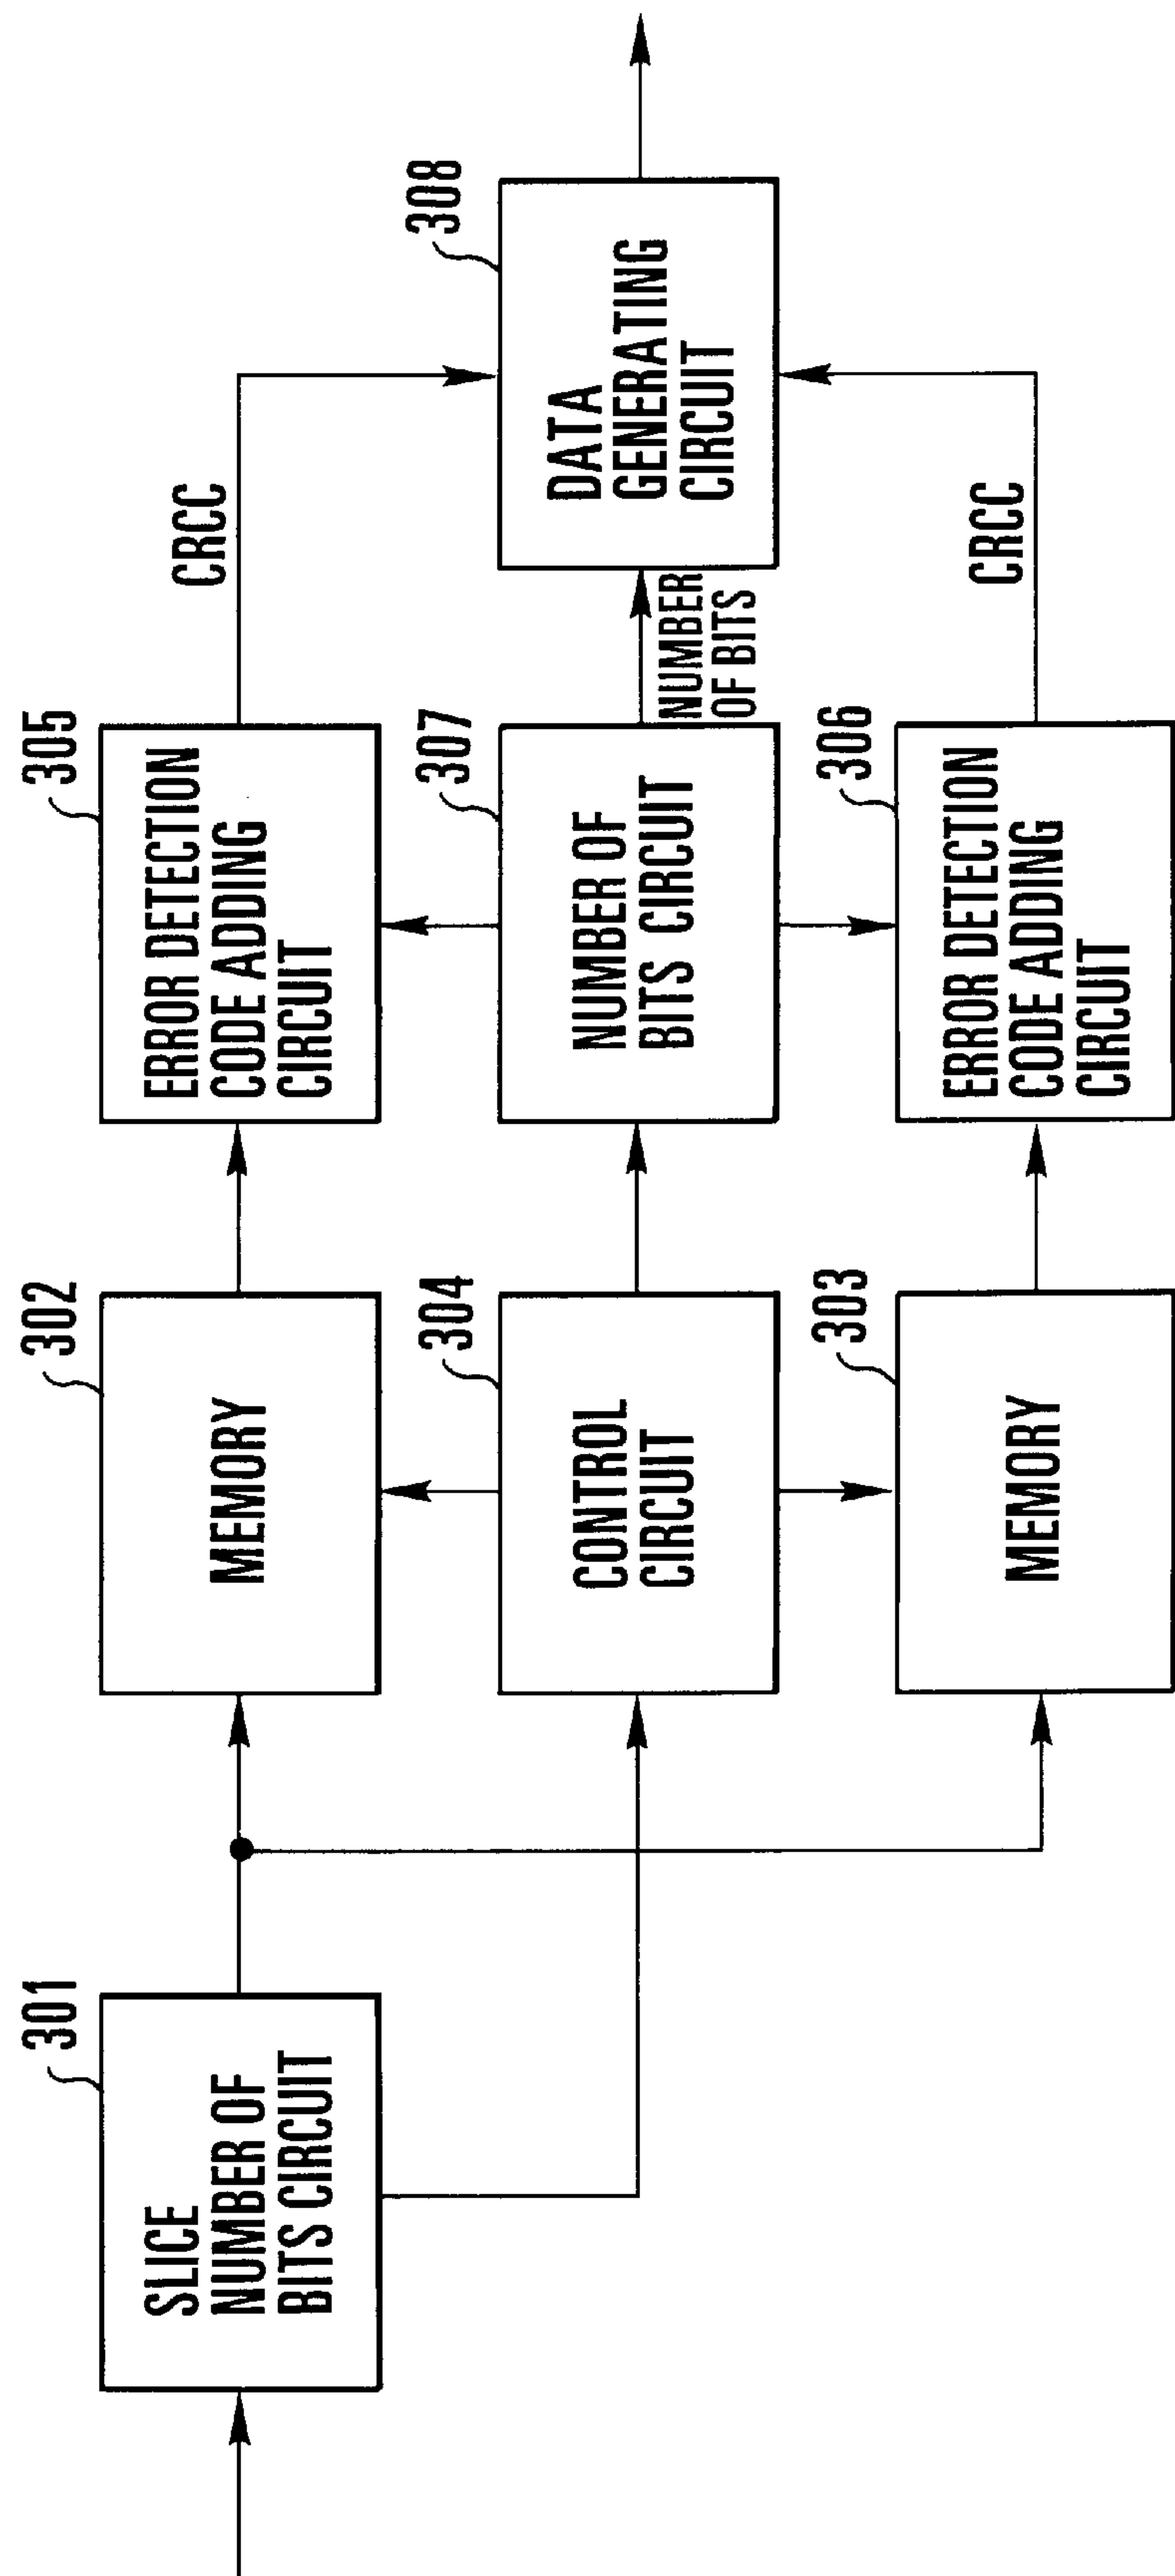 301
SLICE
NUMBER OF
BITS CIRCUIT
302
MEMORY
304
CONTROL
CIRCUIT
303
MEMORY
305
ERROR DETECTION
CODE ADDING
CIRCUIT
307
NUMBER OF
BITS CIRCUIT
306
ERROR DETECTION
CODE ADDING
CIRCUIT
CRCC
NUMBER
OF BITS
CRCC
308
DATA
GENERATING
CIRCUIT